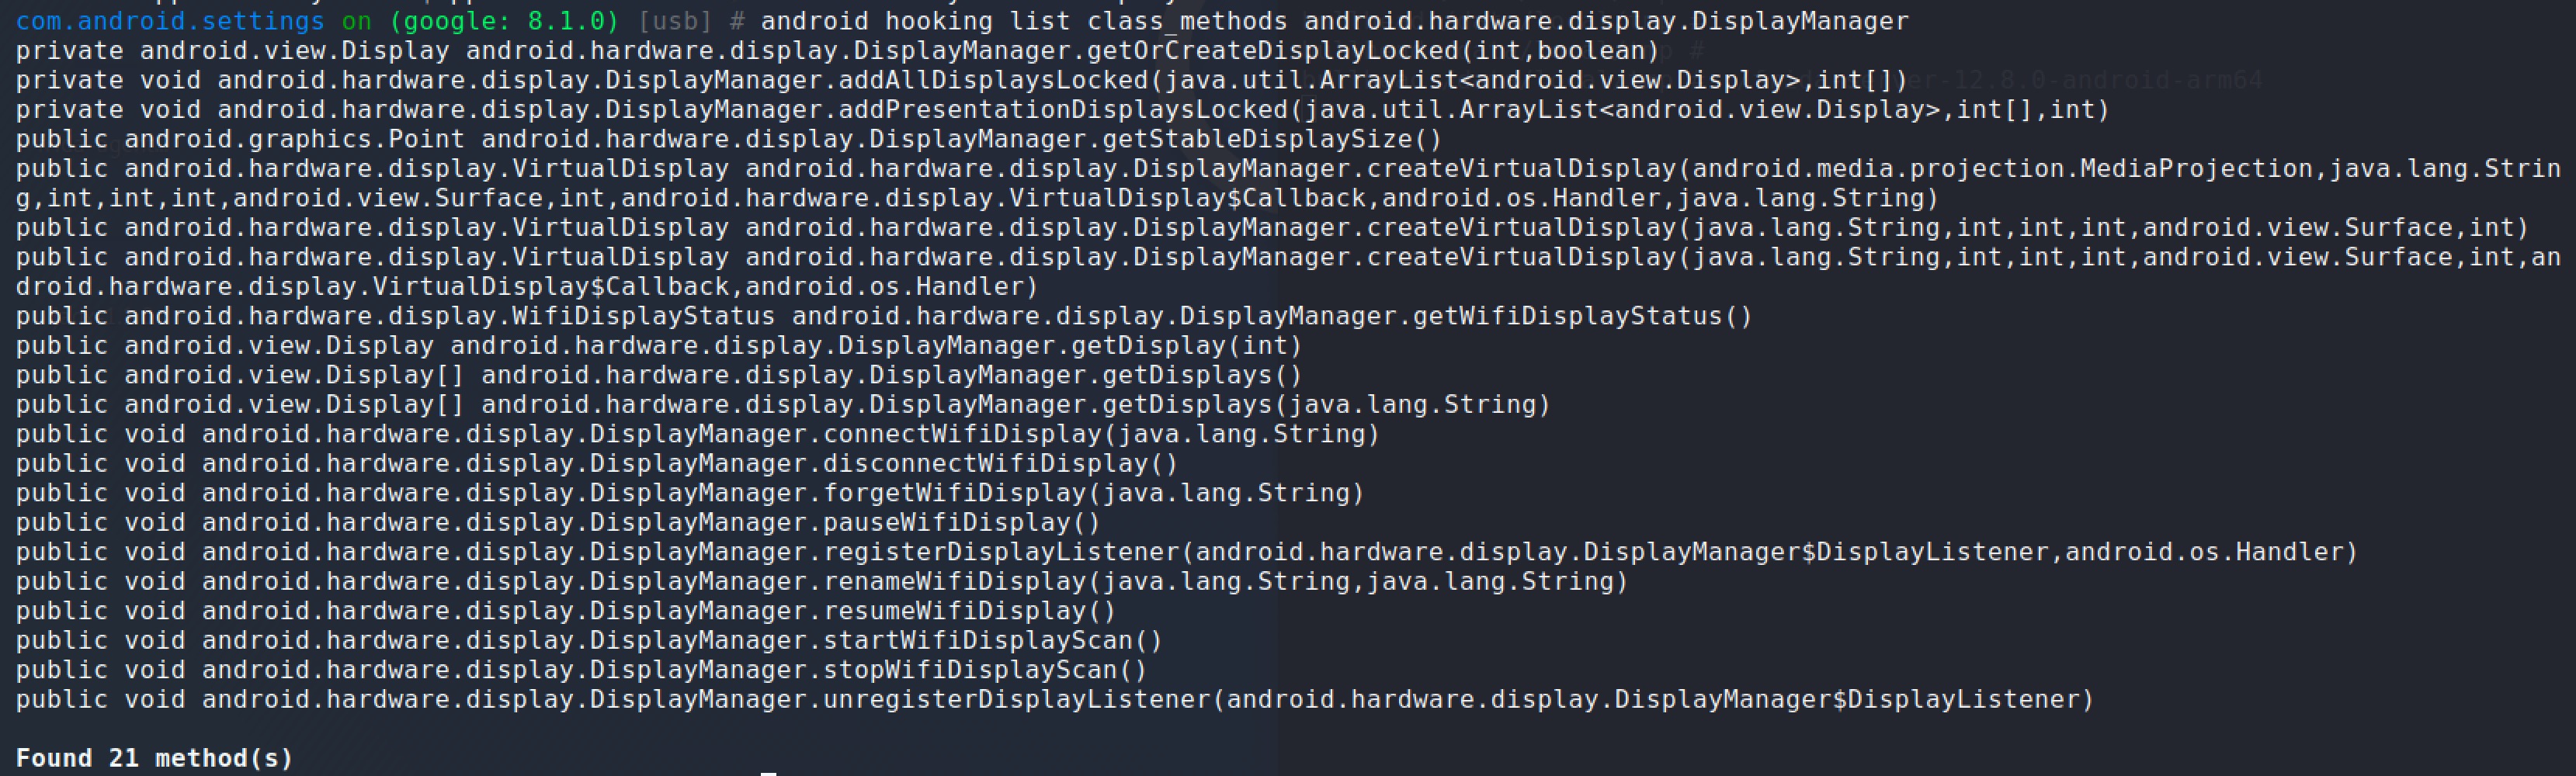 com.android.settings on (google: 8.1.0) [usb] # android hooking list class_methods android.hardware.display.DisplayManager
private android.view.Display android.hardware.display.DisplayManager.getOrCreateDisplayLocked(int,boolean)
private void android.hardware.display.DisplayManager.addAllDisplaysLocked(java.util.ArrayList<android.view.Display>,int[])
private void android.hardware.display.DisplayManager.addPresentationDisplaysLocked(java.util.ArrayList<android.view.Display>,int[],int)
public android.graphics.Point android.hardware.display.DisplayManager.getStableDisplaySize()
public android.hardware.display.VirtualDisplay android.hardware.display.DisplayManager.createVirtualDisplay(android.media.projection.MediaProjection,java.lang.Strin
g,int,int,int,android.view.Surface,int,android.hardware.display.VirtualDisplay$Callback,android.os.Handler,java.lang.String)
public android.hardware.display.VirtualDisplay android.hardware.display.DisplayManager.createVirtualDisplay(java.lang.String,int,int,int,android.view.Surface,int)
public android.hardware.display.VirtualDisplay android.hardware.display.DisplayManager.createVirtualDisplay(java.lang.String,int,int,int,android.view.Surface,int,an
droid.hardware.display.VirtualDisplay$Callback,android.os.Handler)
public android.hardware.display.WifiDisplayStatus android.hardware.display.DisplayManager.getWifiDisplayStatus()
public android.view.Display android.hardware.display.DisplayManager.getDisplay(int)
public android.view.Display[] android.hardware.display.DisplayManager.getDisplays()
public android.view.Display[] android.hardware.display.DisplayManager.getDisplays(java.lang.String)
public void android.hardware.display.DisplayManager.connectWifiDisplay(java.lang.String)
public void android.hardware.display.DisplayManager.disconnectWifiDisplay()
public void android.hardware.display.DisplayManager.forgetWifiDisplay(java.lang.String)
public void android.hardware.display.DisplayManager.pauseWifiDisplay()
public void android.hardware.display.DisplayManager.registerDisplayListener(android.hardware.display.DisplayManager$DisplayListener,android.os.Handler)
public void android.hardware.display.DisplayManager.renameWifiDisplay(java.lang.String,java.lang.String)
public void android.hardware.display.DisplayManager.resumeWifiDisplay()
public void android.hardware.display.DisplayManager.startWifiDisplayScan()
public void android.hardware.display.DisplayManager.stopWifiDisplayScan()
public void android.hardware.display.DisplayManager.unregisterDisplayListener(android.hardware.display.DisplayManager$DisplayListener)
Found 21 method(s)